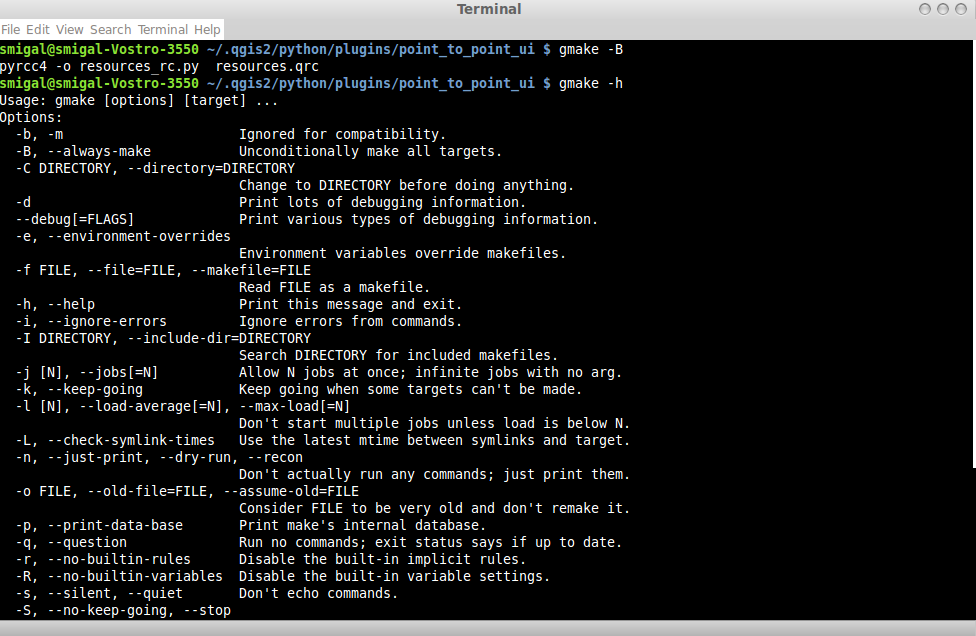 Terminal
File Edit View Search Terminal Help
smigal@smigal-Vostro-3550 ~/.qgis2/python/plugins/point_to_point_ui $ gmake -B
pyrcc4 -o resources_rc.py  resources.qrc
smigal@smigal-Vostro-3550 ~/.qgis2/python/plugins/point_to_point_ui $ gmake -h
Usage: gmake [options] [target] ...
Options:
  -b, -m                      Ignored for compatibility.
  -B, --always-make           Unconditionally make all targets.
  -C DIRECTORY, --directory=DIRECTORY
                              Change to DIRECTORY before doing anything.
  -d                          Print lots of debugging information.
  --debug[=FLAGS]             Print various types of debugging information.
  -e, --environment-overrides
                              Environment variables override makefiles.
  -f FILE, --file=FILE, --makefile=FILE
                              Read FILE as a makefile.
  -h, --help                  Print this message and exit.
  -i, --ignore-errors         Ignore errors from commands.
  -I DIRECTORY, --include-dir=DIRECTORY
                              Search DIRECTORY for included makefiles.
  -j [N], --jobs[=N]          Allow N jobs at once; infinite jobs with no arg.
  -k, --keep-going            Keep going when some targets can't be made.
  -l [N], --load-average[=N], --max-load[=N]
                              Don't start multiple jobs unless load is below N.
  -L, --check-symlink-times   Use the latest mtime between symlinks and target.
  -n, --just-print, --dry-run, --recon
                              Don't actually run any commands; just print them.
  -o FILE, --old-file=FILE, --assume-old=FILE
                              Consider FILE to be very old and don't remake it.
  -p, --print-data-base       Print make's internal database.
  -q, --question              Run no commands; exit status says if up to date.
  -r, --no-builtin-rules      Disable the built-in implicit rules.
  -R, --no-builtin-variables  Disable the built-in variable settings.
  -s, --silent, --quiet       Don't echo commands.
  -S, --no-keep-going, --stop